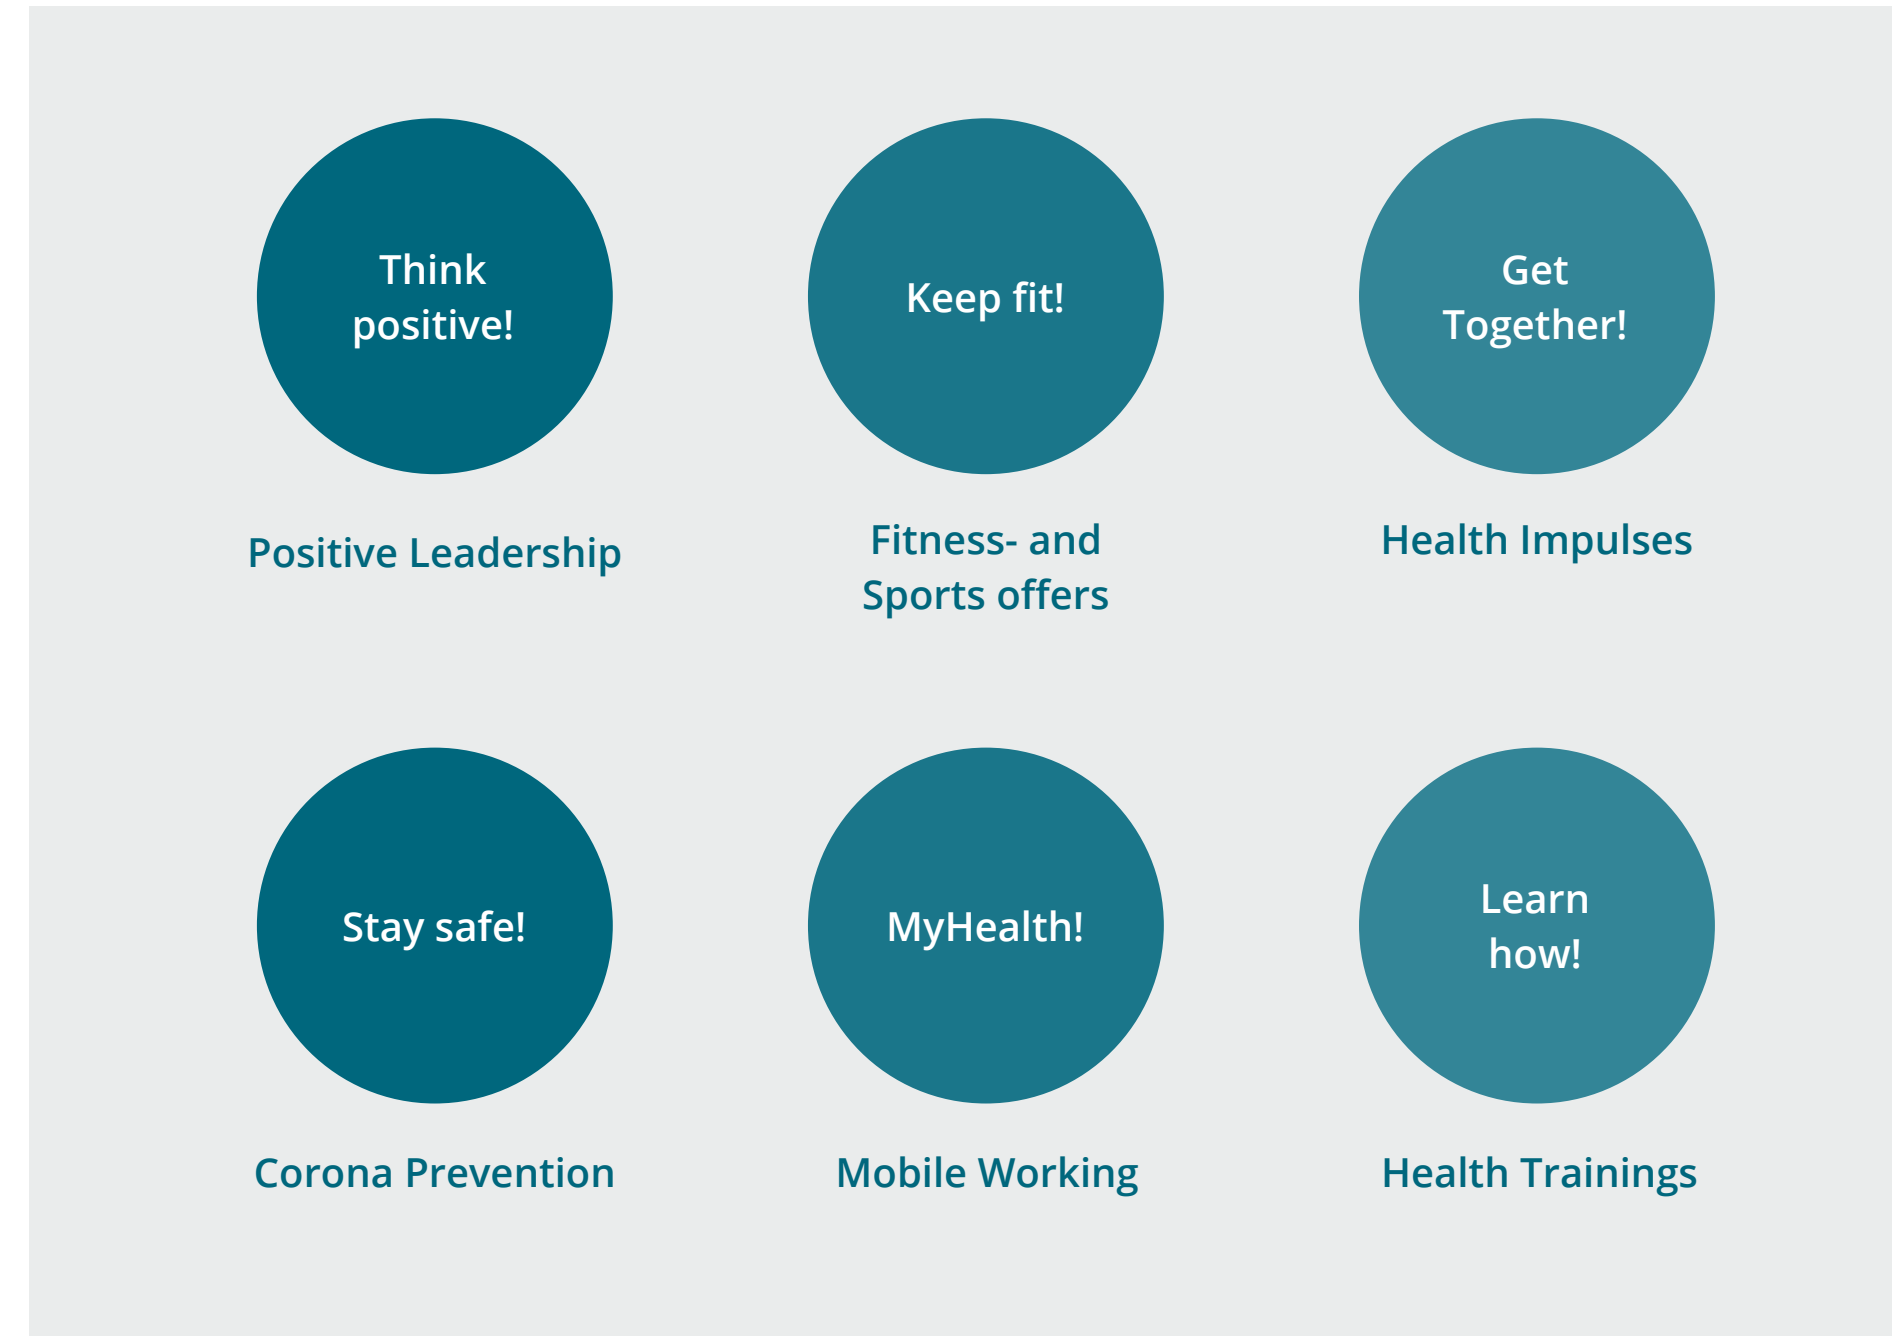 Think
positive!
Keep fit!
Get
Together!
Positive Leadership
Fitness- and
Sports offers
Health Impulses
Stay safe!
MyHealth!
Learn
how!
Corona Prevention
Mobile Working
Health Trainings